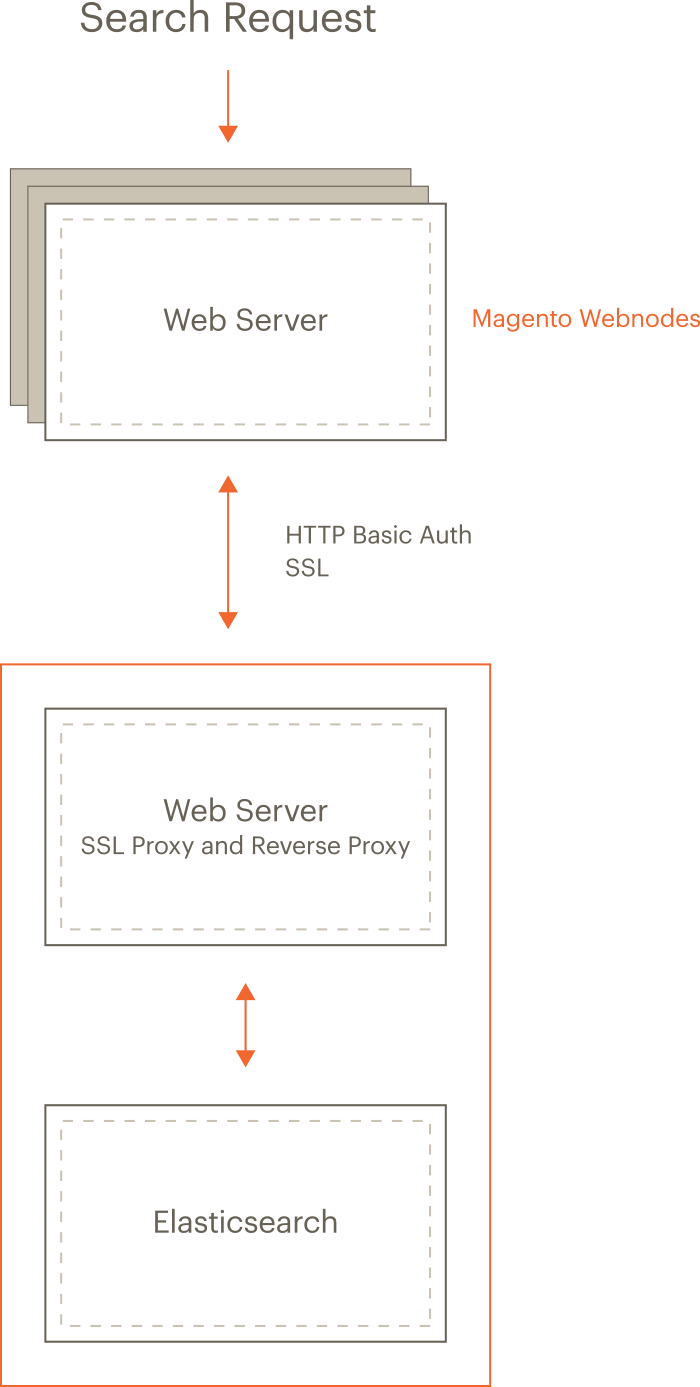 Search Request
Web Server
Magento Webnodes
HTTP Basic Auth
SSL
Web Server
SSL Proxy and Reverse Proxy
Elasticsearch